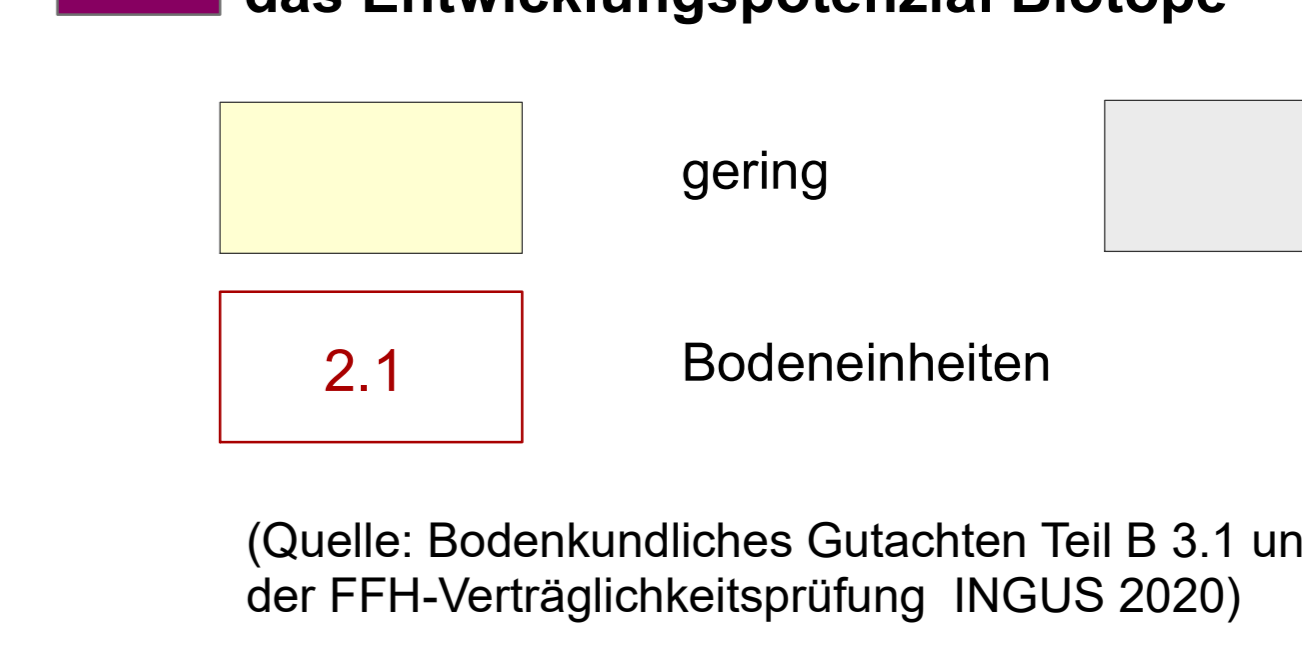 das Entwicklungspotenzial Biotope
gering
2.1 Bodeneinheiten
(Quelle: Bodenkundliches Gutachten Teil B 3.1 un
der FFH-Verträglichkeitsprüfung INGUS 2020)